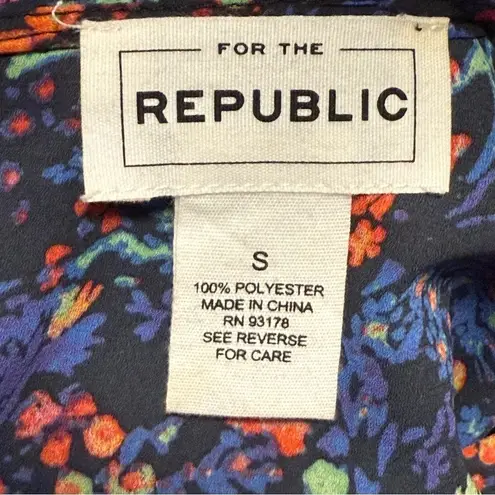 FOR THE
REPUBLIC
S
100% POLYESTER
MADE IN CHINA
RN 93178
SEE REVERSE
FOR CARE